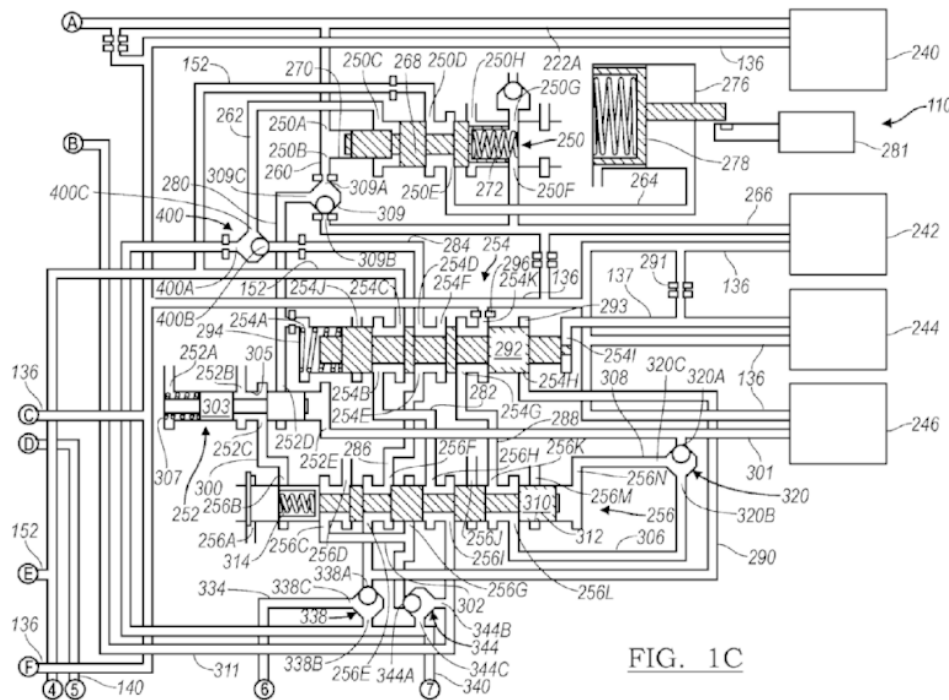 A
152 270 250C 268 250D 250H 222A 136 240
250G 276
262 250A 110
B 250B 250
260 278 281
309C 309A 250E 272 250F 264
400C 280 309 266
400 284 254 242
309B 254D 254F 296 254K 136 137 291 136
400A 152 254J 254C
400B 254A 293
294 244
292 254I
252A 305 320C 320A
252B 254B 254H 308 136
C 303 254E 282 254G
136 252D 288 246
D 252C 286 256F 256H 256K
307 300 252E 256N 301
252 256B 310 256M 256 320
256A 256J 320B
152 314 256C 256D 256I 312 306 290
E 338A 256L
334 338C 302 256G
136 338 344B
F 338B 344
311 256E 344A 344C
4 5 140 6 7 340
FIG. 1C